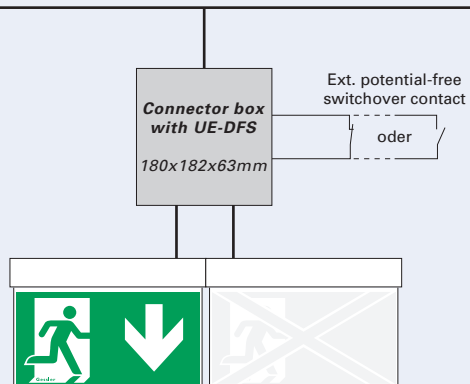 Ext. potential-free
switchover contact
Connector box
with UE-DFS
180x182x63mm
oder